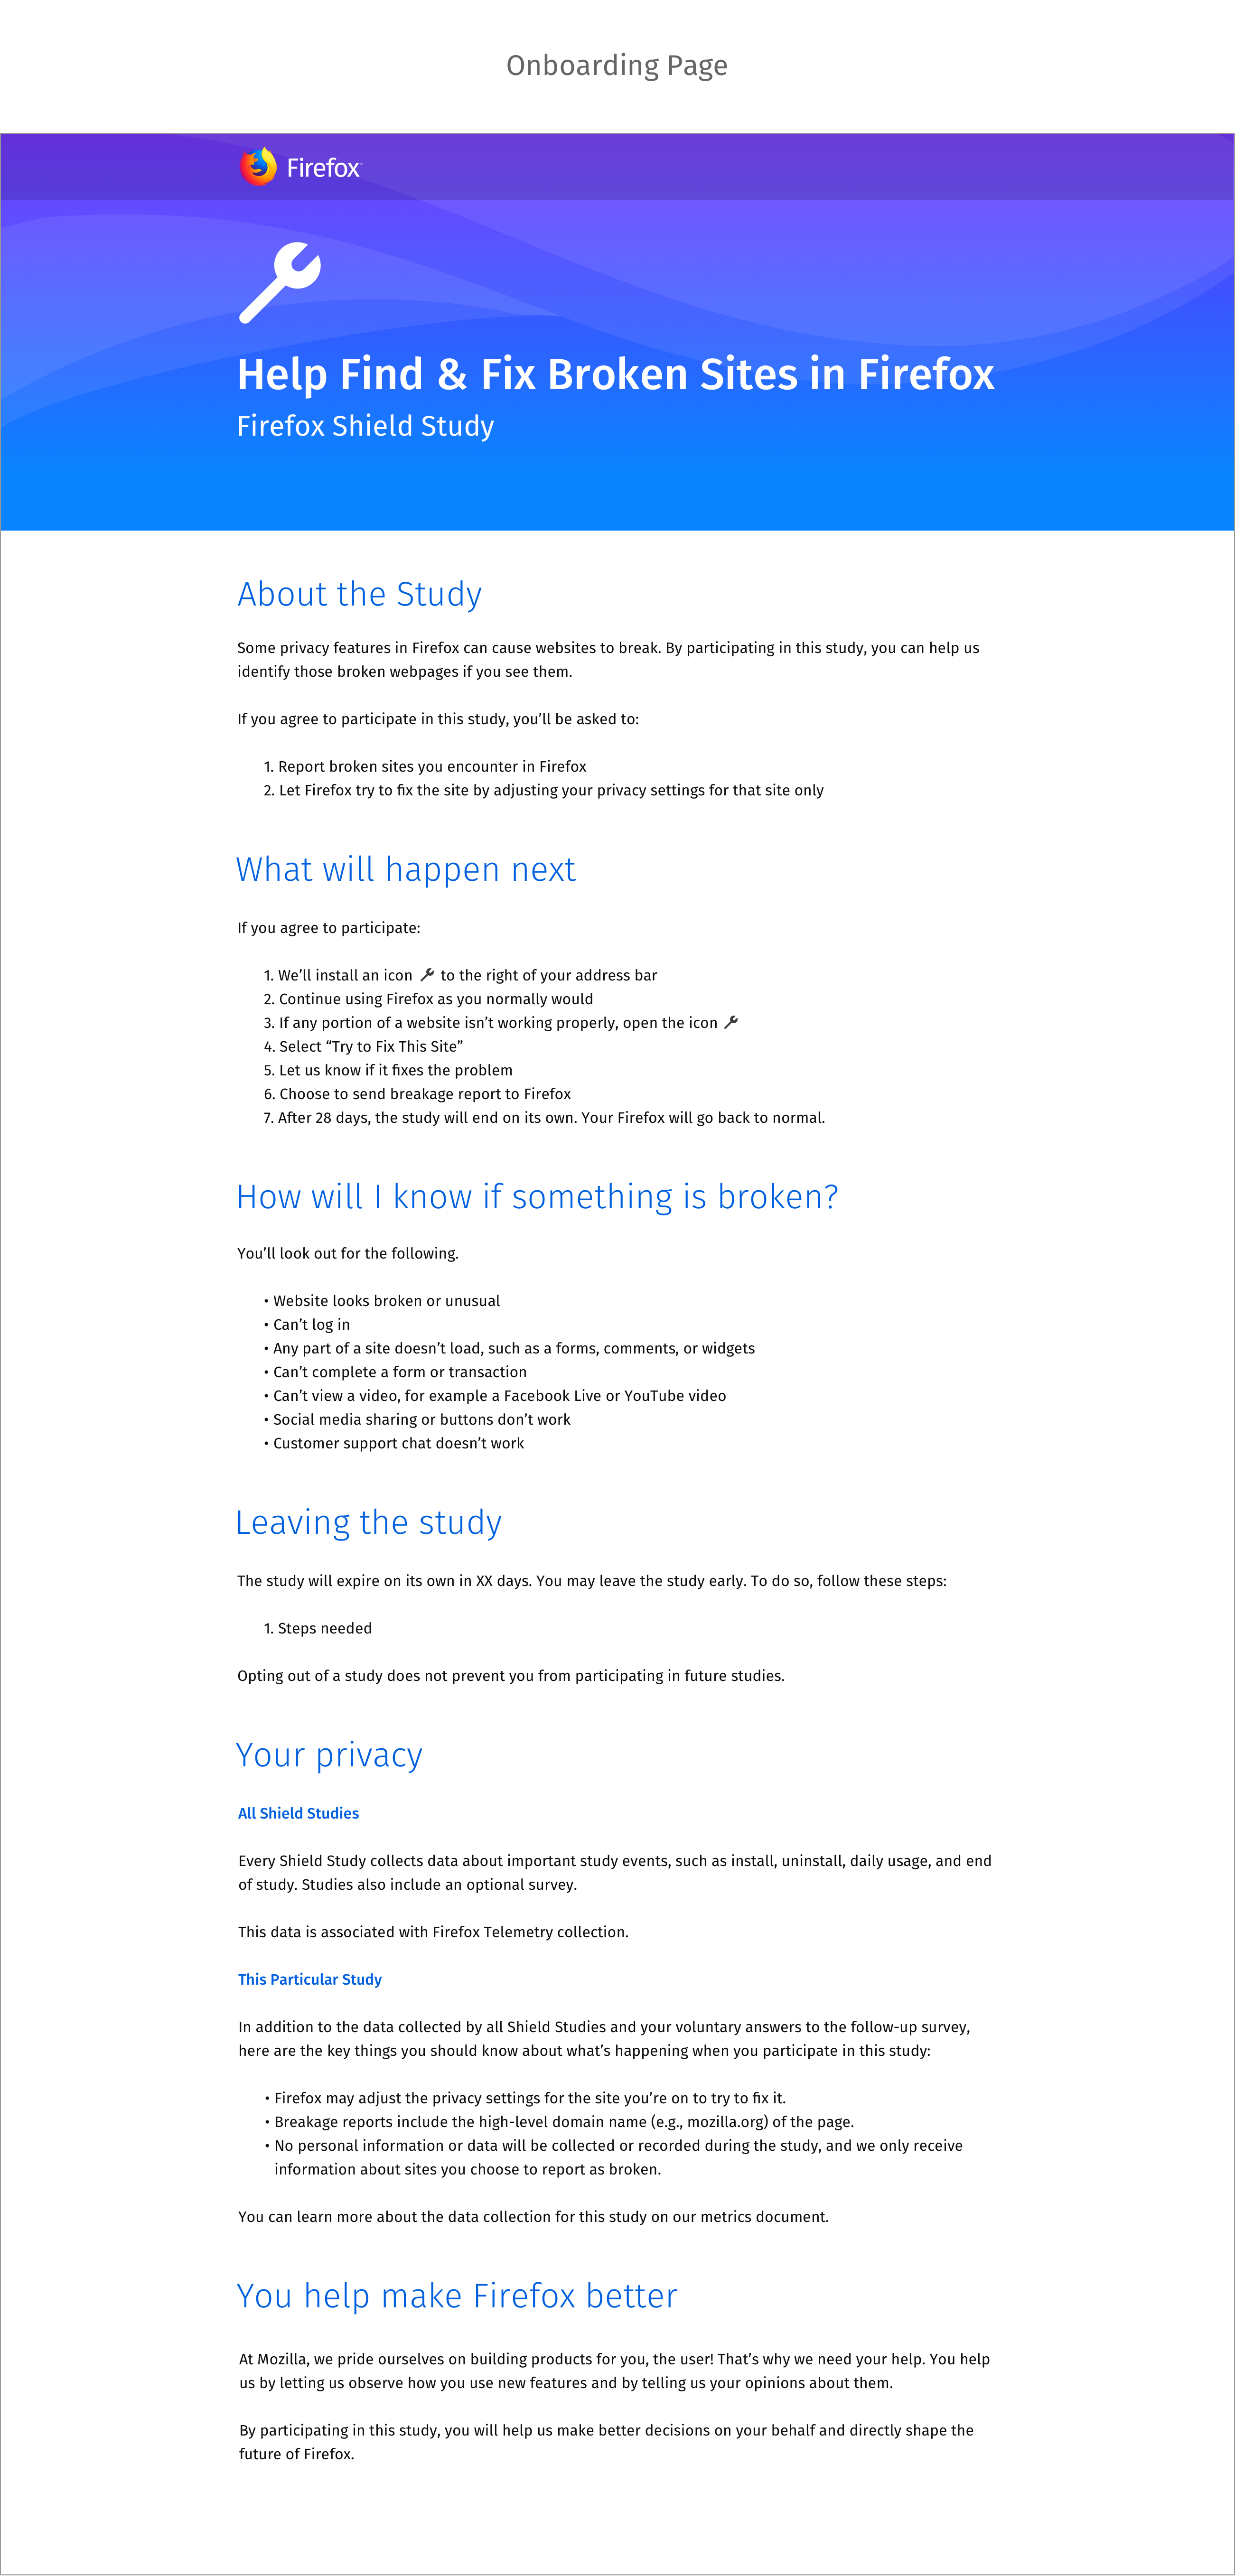 Onboarding Page
Firefox
Help Find & Fix Broken Sites in Firefox
Firefox Shield Study
About the Study
Some privacy features in Firefox can cause websites to break. By participating in this study, you can help us
identify those broken webpages if you see them.
If you agree to participate in this study, you’ll be asked to:
1. Report broken sites you encounter in Firefox
2. Let Firefox try to fix the site by adjusting your privacy settings for that site only
What will happen next
If you agree to participate:
1. We’ll install an icon to the right of your address bar
2. Continue using Firefox as you normally would
3. If any portion of a website isn’t working properly, open the icon
4. Select “Try to Fix This Site”
5. Let us know if it fixes the problem
6. Choose to send breakage report to Firefox
7. After 28 days, the study will end on its own. Your Firefox will go back to normal.
How will I know if something is broken?
You’ll look out for the following.
• Website looks broken or unusual
• Can’t log in
• Any part of a site doesn’t load, such as a forms, comments, or widgets
• Can’t complete a form or transaction
• Can’t view a video, for example a Facebook Live or YouTube video
• Social media sharing or buttons don’t work
• Customer support chat doesn’t work
Leaving the study
The study will expire on its own in XX days. You may leave the study early. To do so, follow these steps:
1. Steps needed
Opting out of a study does not prevent you from participating in future studies.
Your privacy
All Shield Studies
Every Shield Study collects data about important study events, such as install, uninstall, daily usage, and end
of study. Studies also include an optional survey.
This data is associated with Firefox Telemetry collection.
This Particular Study
In addition to the data collected by all Shield Studies and your voluntary answers to the follow-up survey,
here are the key things you should know about what’s happening when you participate in this study:
• Firefox may adjust the privacy settings for the site you’re on to try to fix it.
• Breakage reports include the high-level domain name (e.g., mozilla.org) of the page.
• No personal information or data will be collected or recorded during the study, and we only receive
information about sites you choose to report as broken.
You can learn more about the data collection for this study on our metrics document.
You help make Firefox better
At Mozilla, we pride ourselves on building products for you, the user! That’s why we need your help. You help
us by letting us observe how you use new features and by telling us your opinions about them.
By participating in this study, you will help us make better decisions on your behalf and directly shape the
future of Firefox.